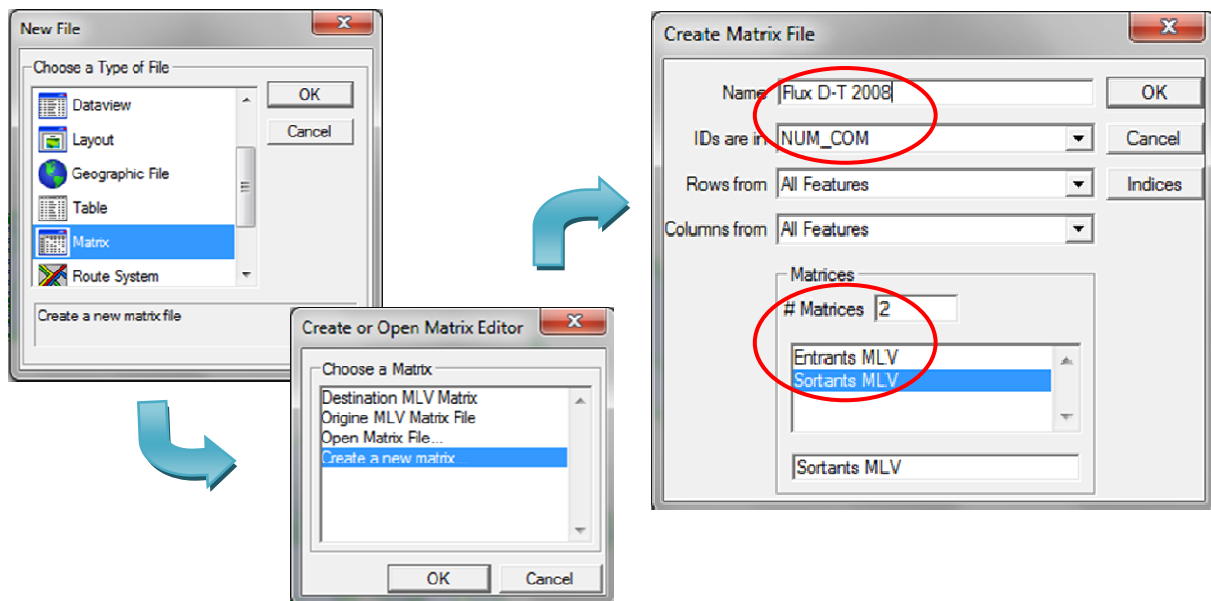 New File
Choose a Type of File
Dataview
Layout
Geographic File
Table
Matrix
Route System
OK
Cancel
Create a new matrix file
Create or Open Matrix Editor
Choose a Matrix
Destination MLV Matrix
Origine MLV Matrix File
Open Matrix File...
Create a new matrix...
OK Cancel
Create Matrix File
Name Flux D-T 2008 OK
IDs are in NUM_COM Cancel
Rows from All Features Indices
Columns from All Features
Matrices
# Matrices 2
Entrants MLV
Sortants MLV
Sortants MLV